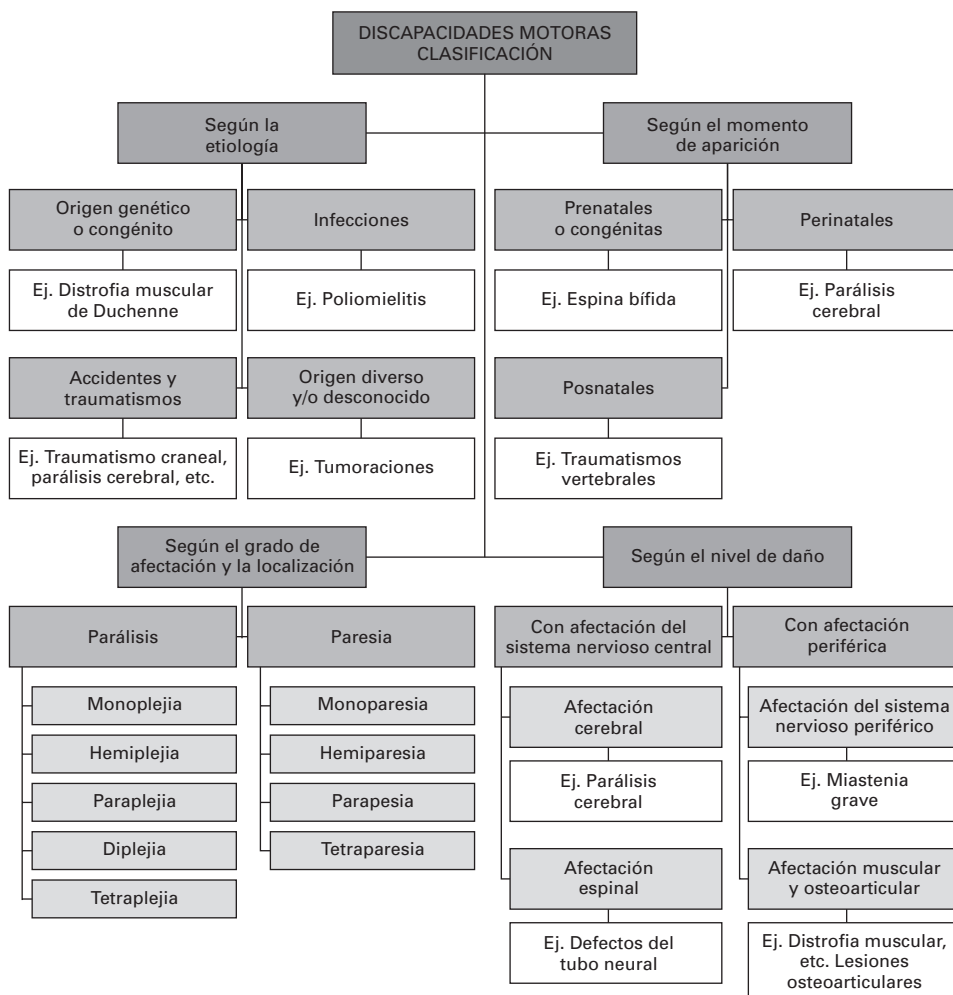 DISCAPACIDADES MOTORAS
CLASIFICACIÓN
Según la
etiología
Según el momento
de aparición
Origen genético
o congénito
Infecciones
Prenatales
o congénitas
Perinatales
Ej. Distrofia muscular
de Duchenne
Ej. Poliomielitis
Ej. Espina bífida
Ej. Parálisis
cerebral
Accidentes y
traumatismos
Origen diverso
y/o desconocido
Posnatales
Ej. Traumatismo craneal,
parálisis cerebral, etc.
Ej. Tumoraciones
Ej. Traumatismos
vertebrales
Según el grado de
afectación y la localización
Según el nivel de daño
Parálisis
Paresia
Con afectación del
sistema nervioso central
Con afectación
periférica
Monoplejia
Hemiplejia
Paraplejia
Diplejia
Tetraplejia
Monoparesia
Hemiparesia
Parapesia
Tetraparesia
Afectación
cerebral
Ej. Parálisis
cerebral
Afectación
espinal
Ej. Defectos del
tubo neural
Afectación del sistema
nervioso periférico
Ej. Miastenia
grave
Afectación muscular
y osteoarticular
Ej. Distrofia muscular,
etc. Lesiones
osteoarticulares